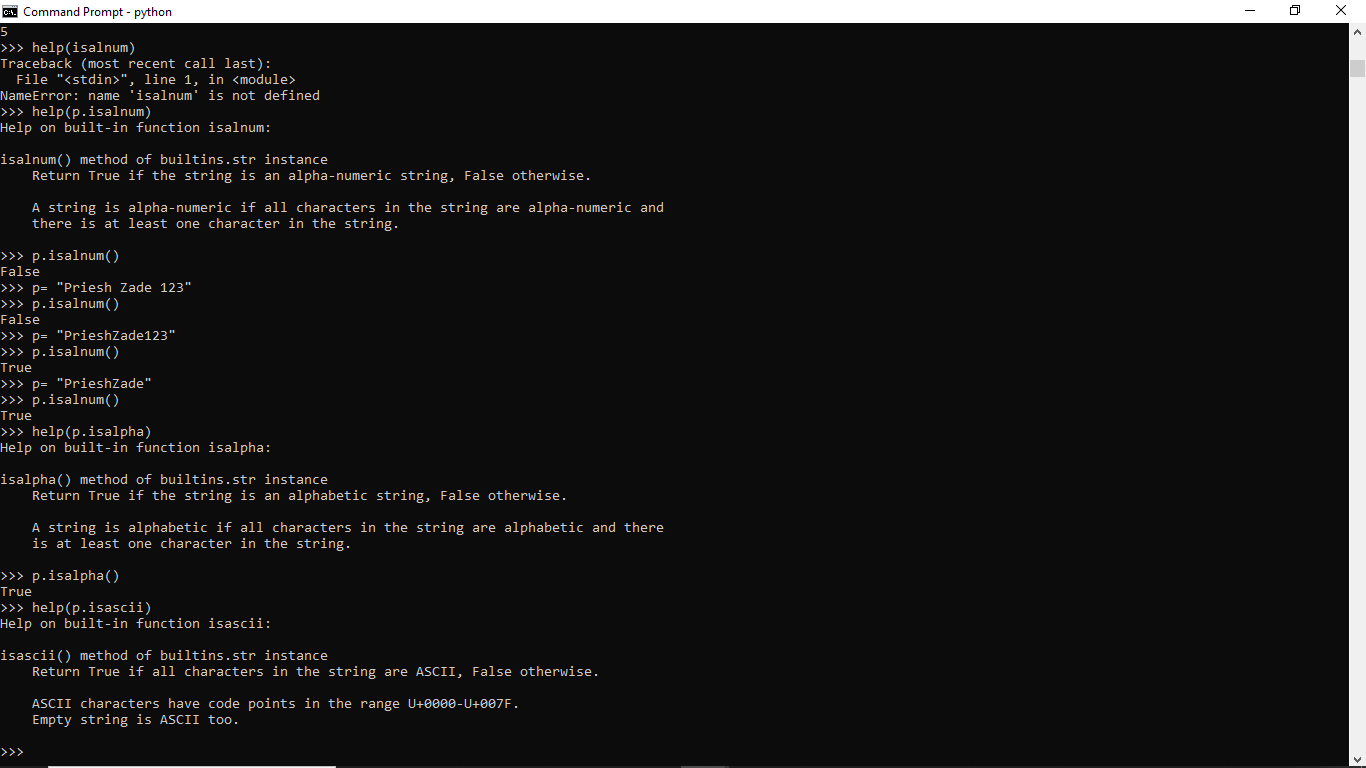 Command Prompt - python
5
>>> help(isalnum)
Traceback (most recent call last):
  File "<stdin>", line 1, in <module>
NameError: name 'isalnum' is not defined
>>> help(p.isalnum)
Help on built-in function isalnum:

isalnum() method of builtins.str instance
    Return True if the string is an alpha-numeric string, False otherwise.

    A string is alpha-numeric if all characters in the string are alpha-numeric and
    there is at least one character in the string.

>>> p.isalnum()
False
>>> p= "Priesh Zade 123"
>>> p.isalnum()
False
>>> p= "PrieshZade123"
>>> p.isalnum()
True
>>> p= "PrieshZade"
>>> p.isalnum()
True
>>> help(p.isalpha)
Help on built-in function isalpha:

isalpha() method of builtins.str instance
    Return True if the string is an alphabetic string, False otherwise.

    A string is alphabetic if all characters in the string are alphabetic and there
    is at least one character in the string.

>>> p.isalpha()
True
>>> help(p.isascii)
Help on built-in function isascii:

isascii() method of builtins.str instance
    Return True if all characters in the string are ASCII, False otherwise.

    ASCII characters have code points in the range U+0000-U+007F.
    Empty string is ASCII too.

>>>